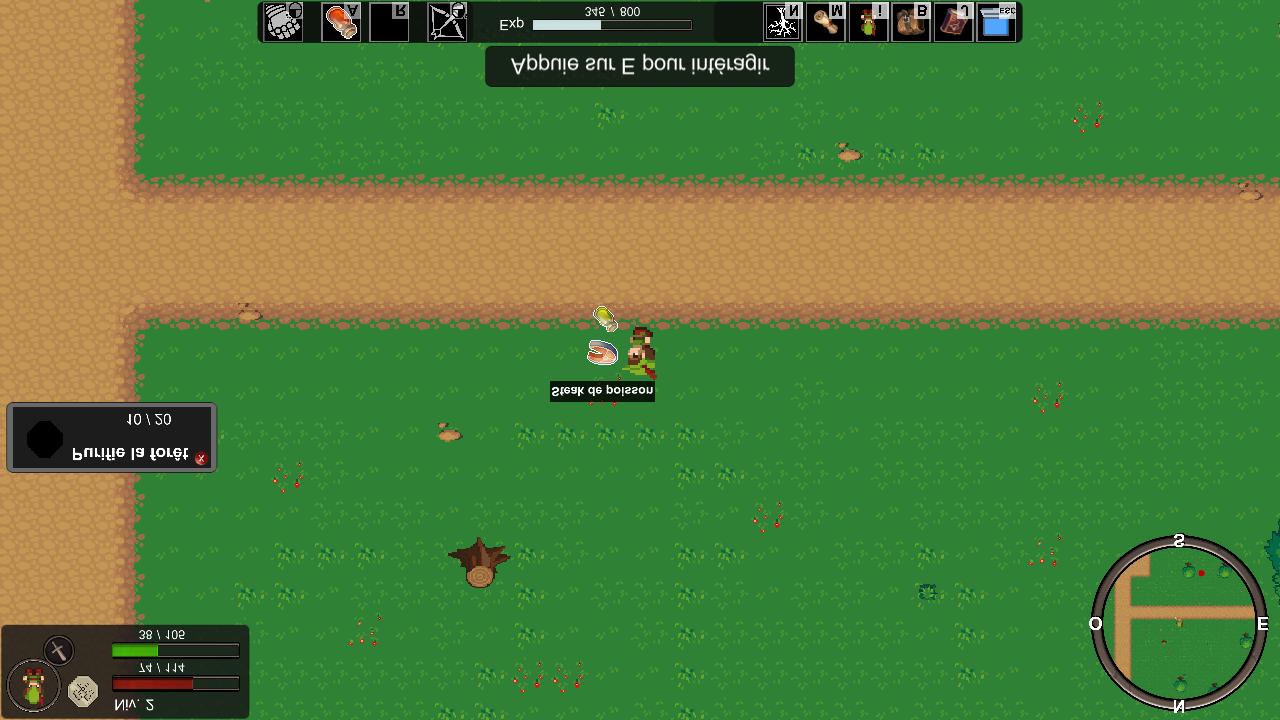 Niv. 2
74 / 114
38 / 105
N
O
E
S
Purifie la forêt
x
10 / 20
Steak de poisson
Appuie sur E pour intéragir
A
R
Exp
345 / 800
N
M
i
B
J
ESC